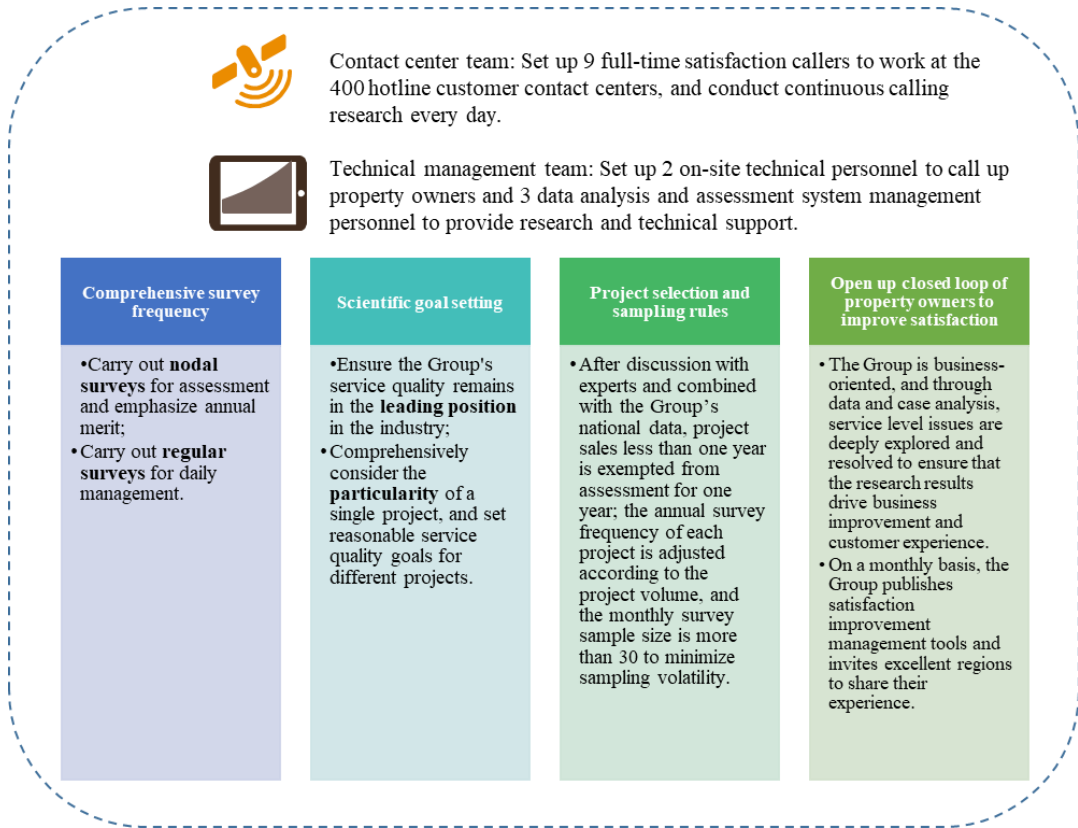 Contact center team: Set up 9 full-time satisfaction callers to work at the
400 hotline customer contact centers, and conduct continuous calling
research every day.
Technical management team: Set up 2 on-site technical personnel to call up
property owners and 3 data analysis and assessment system management
personnel to provide research and technical support.
Comprehensive survey
frequency
•Carry out nodal
surveys for assessment
and emphasize annual
merit;
•Carry out regular
surveys for daily
management.
Scientific goal setting
•Ensure the Group's
service quality remains
in the leading position
in the industry;
•Comprehensively
consider the
particularity of a
single project, and set
reasonable service
quality goals for
different projects.
Project selection and
sampling rules
•After discussion with
experts and combined
with the Group’s
national data, project
sales less than one year
is exempted from
assessment for one
year; the annual survey
frequency of each
project is adjusted
according to the
project volume, and
the monthly survey
sample size is more
than 30 to minimize
sampling volatility.
Open up closed loop of
property owners to
improve satisfaction
•The Group is business-
oriented, and through
data and case analysis,
service level issues are
deeply explored and
resolved to ensure that
the research results
drive business
improvement and
customer experience.
•On a monthly basis, the
Group publishes
satisfaction
improvement
management tools and
invites excellent regions
to share their
experience.